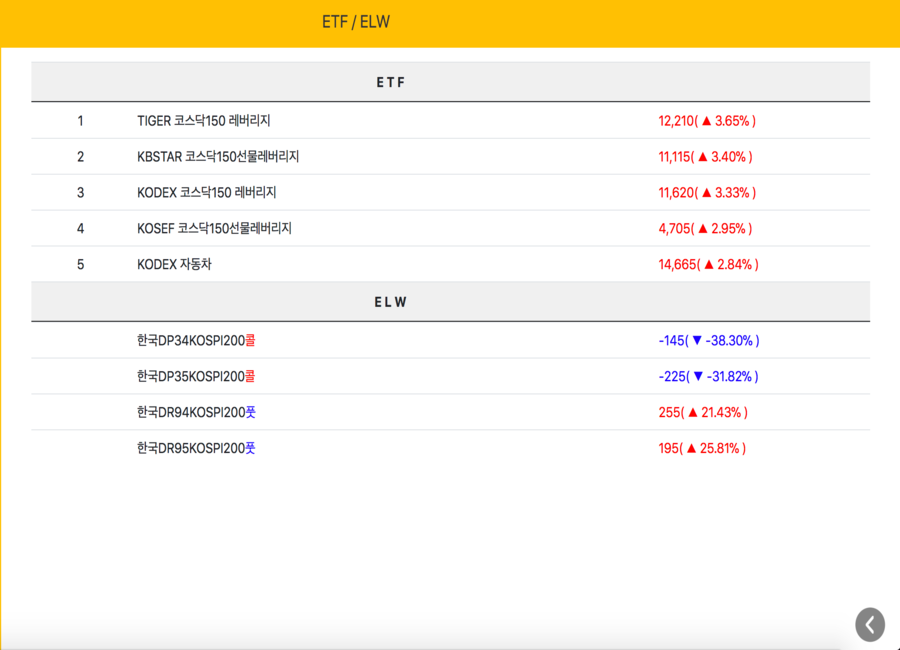 ETF / ELW
ETF
1 TIGER 코스닥150 레버리지 12,210( ▲ 3.65% )
2 KBSTAR 코스닥150선물레버리지 11,115( ▲ 3.40% )
3 KODEX 코스닥150 레버리지 11,620( ▲ 3.33% )
4 KOSEF 코스닥150선물레버리지 4,705( ▲ 2.95% )
5 KODEX 자동차 14,665( ▲ 2.84% )
ELW
한국DP34KOSPI200콜 -145( ▼ -38.30% )
한국DP35KOSPI200콜 -225( ▼ -31.82% )
한국DR94KOSPI200풋 255( ▲ 21.43% )
한국DR95KOSPI200풋 195( ▲ 25.81% )